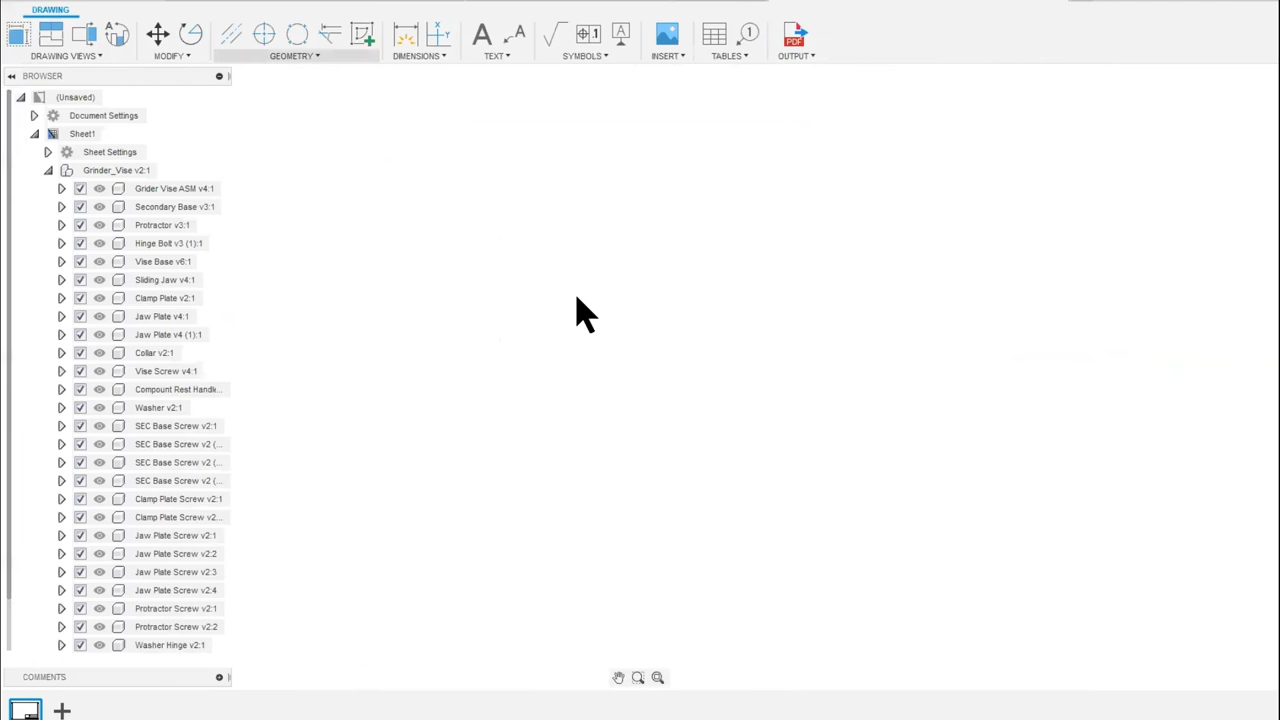 DRAWING
DRAWING VIEWS
MODIFY
GEOMETRY
DIMENSIONS
TEXT
SYMBOLS
INSERT
TABLES
OUTPUT
BROWSER
(Unsaved)
Document Settings
Sheet1
Sheet Settings
Grinder_Vise v2:1
Grider Vise ASM v4:1
Secondary Base v3:1
Protractor v3:1
Hinge Bolt v3 (1):1
Vise Base v6:1
Sliding Jaw v4:1
Clamp Plate v2:1
Jaw Plate v4:1
Jaw Plate v4 (1):1
Collar v2:1
Vise Screw v4:1
Compount Rest Handle...
Washer v2:1
SEC Base Screw v2:1
SEC Base Screw v2 (...
SEC Base Screw v2 (...
SEC Base Screw v2 (...
Clamp Plate Screw v2:1
Clamp Plate Screw v2...
Jaw Plate Screw v2:1
Jaw Plate Screw v2:2
Jaw Plate Screw v2:3
Jaw Plate Screw v2:4
Protractor Screw v2:1
Protractor Screw v2:2
Washer Hinge v2:1
COMMENTS